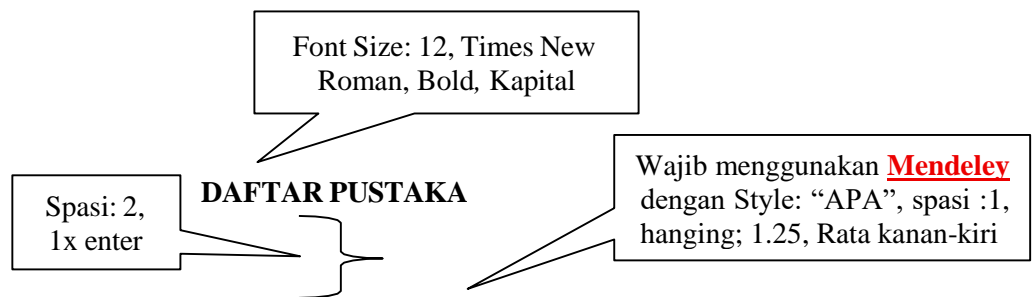 Font Size: 12, Times New
Roman, Bold, Kapital
Wajib menggunakan Mendeley
dengan Style: “APA”, spasi :1,
hanging; 1.25, Rata kanan-kiri
DAFTAR PUSTAKA
Spasi: 2,
1x enter